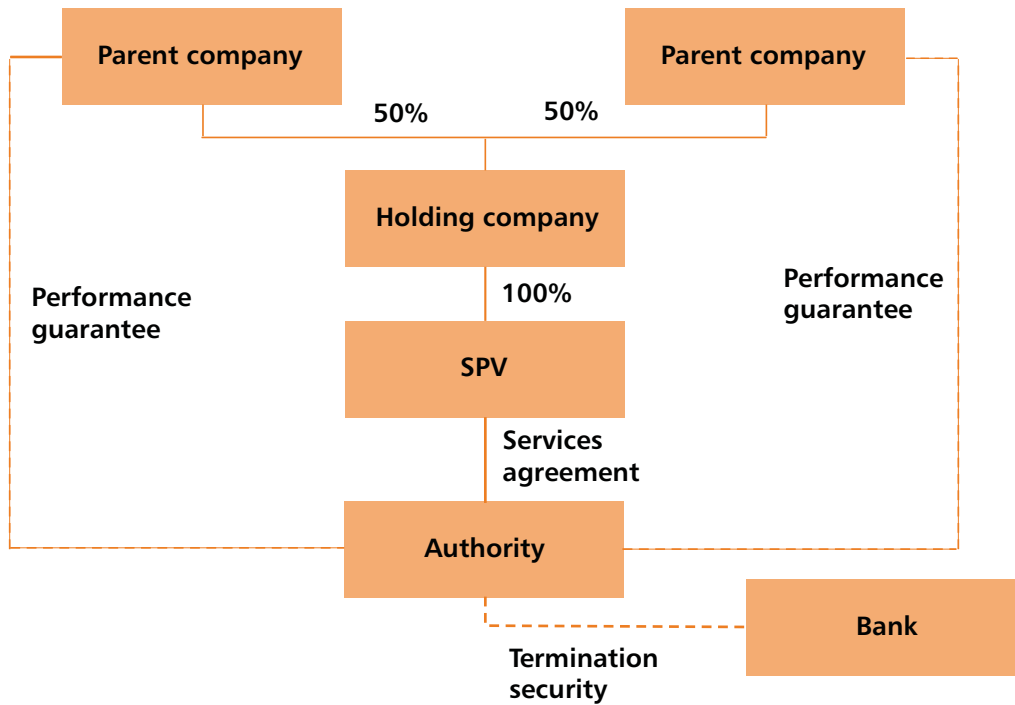 Parent company
Parent company
50%
50%
Holding company
Performance
guarantee
100%
Performance
guarantee
SPV
Services
agreement
Authority
Bank
Termination
security